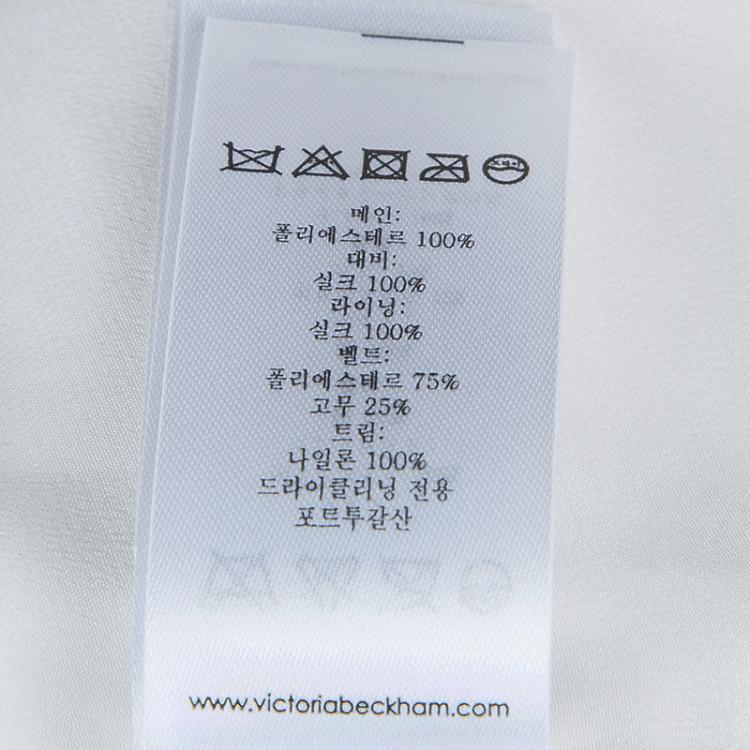 메인:
폴리에스테르 100%
대비:
실크 100%
라이닝:
실크 100%
벨트:
폴리에스테르 75%
고무 25%
트림:
나일론 100%
드라이클리닝 전용
포트투갈산
www.victoriabeckham.com